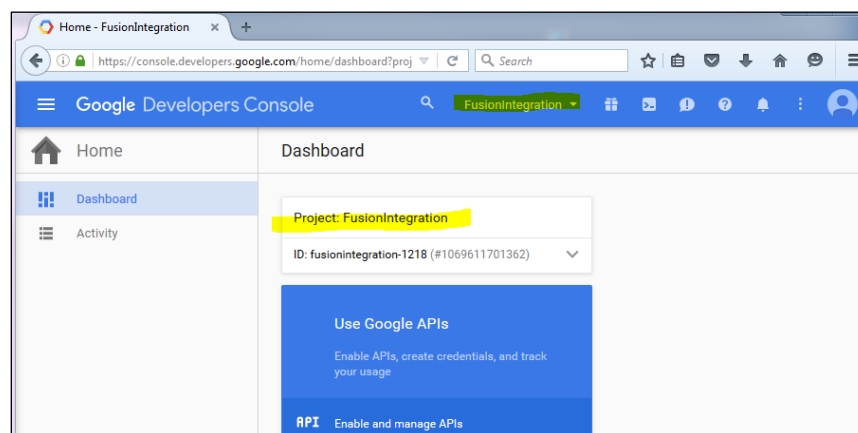 Home - FusionIntegration
https://console.developers.google.com/home/dashboard?proj
Search
Google Developers Console
FusionIntegration
Home
Dashboard
Dashboard
Activity
Project: FusionIntegration
ID: fusionintegration-1218 (#1069611701362)
Use Google APIs
Enable APIs, create credentials, and track
your usage
API Enable and manage APIs